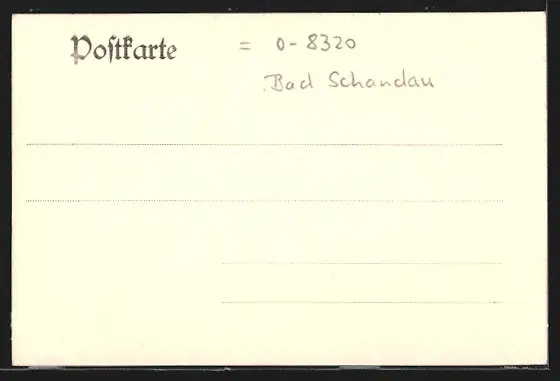 Poſtkarte = 0-8320
Bad Schandau